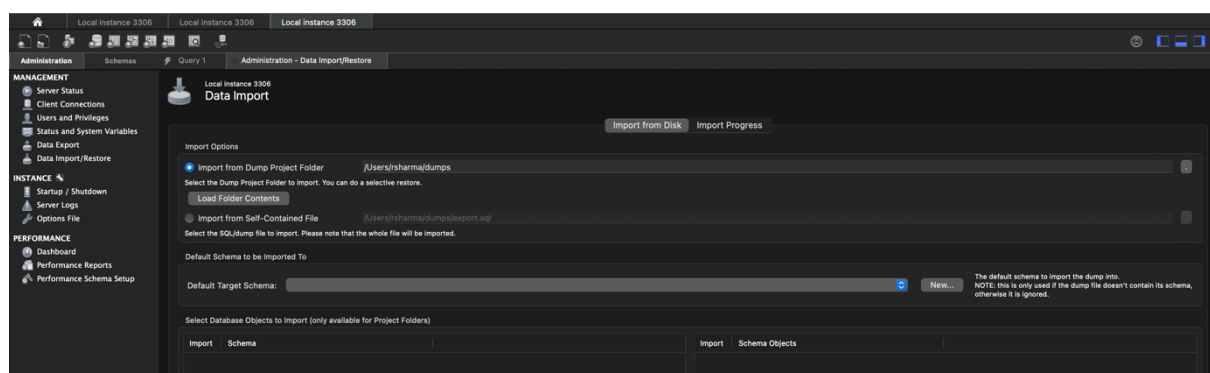 Local instance 3306
Local instance 3306
Local instance 3306
Administration
Schemas
Query 1
Administration - Data Import/Restore
MANAGEMENT
Server Status
Client Connections
Users and Privileges
Status and System Variables
Data Export
Data Import/Restore
INSTANCE
Startup / Shutdown
Server Logs
Options File
PERFORMANCE
Dashboard
Performance Reports
Performance Schema Setup
Local instance 3306
Data Import
Import from Disk
Import Progress
Import Options
Import from Dump Project Folder
/Users/rsharma/dumps
.
Select the Dump Project Folder to import. You can do a selective restore.
Load Folder Contents
Import from Self-Contained File
/Users/rsharma/dumps/export.sql
.
Select the SQL/dump file to import. Please note that the whole file will be imported.
Default Schema to be Imported To
Default Target Schema:
New...
The default schema to import the dump into.
NOTE: this is only used if the dump file doesn't contain its schema,
otherwise it is ignored.
Select Database Objects to Import (only available for Project Folders)
Import
Schema
Import
Schema Objects